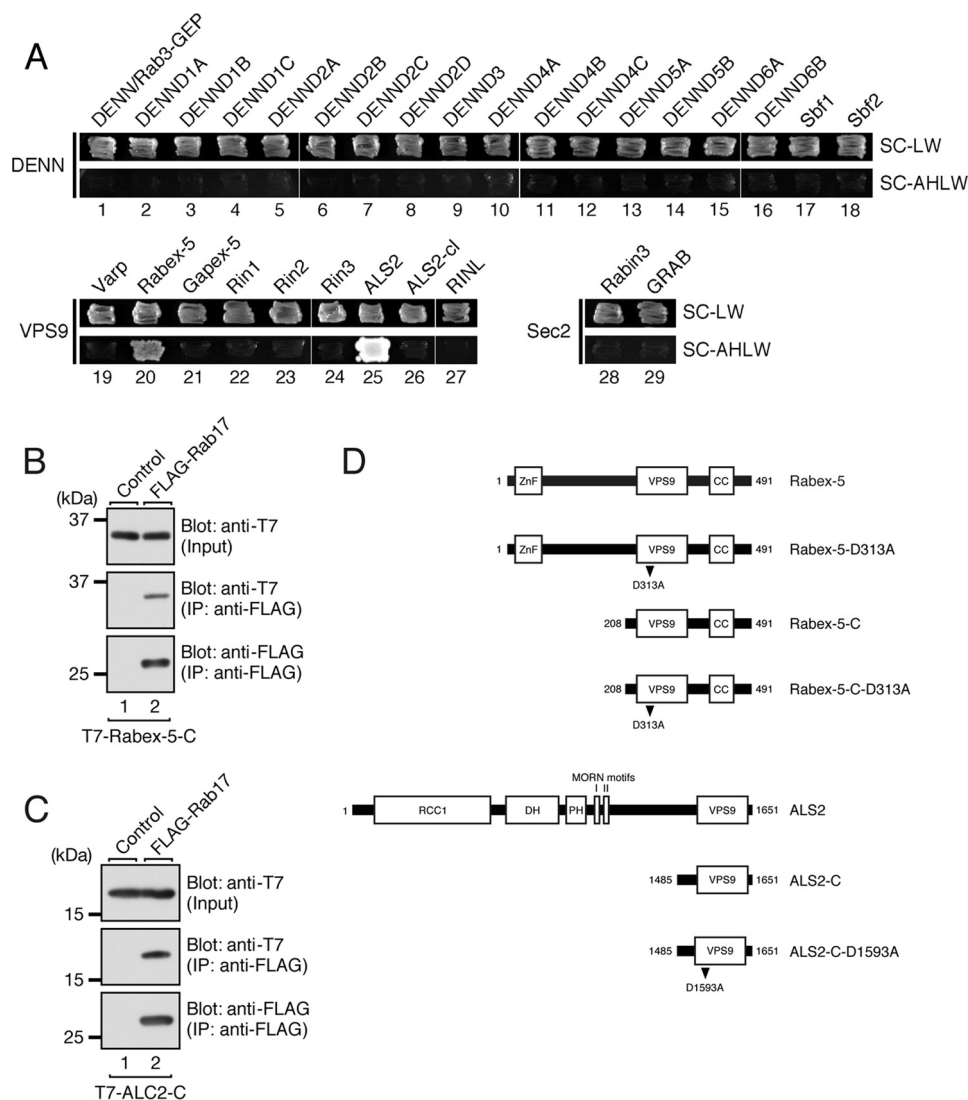 A
DENN/Rab3-GEP
DENND1A
DENND1B
DENND1C
DENND2A
DENND2B
DENND2C
DENND2D
DENND3
DENND4A
DENND4B
DENND4C
DENND5A
DENND5B
DENND6A
DENND6B
Sbf1
Sbf2
DENN
SC-LW
SC-AHLW
1 2 3 4 5 6 7 8 9 10 11 12 13 14 15 16 17 18
Varp
Rabex-5
Gapex-5
Rin1
Rin2
Rin3
ALS2
ALS2-cl
RINL
VPS9
19 20 21 22 23 24 25 26 27
Rabin3
GRAB
Sec2
SC-LW
SC-AHLW
28 29
B
Control
FLAG-Rab17
(kDa)
37
Blot: anti-T7
(Input)
37
Blot: anti-T7
(IP: anti-FLAG)
Blot: anti-FLAG
(IP: anti-FLAG)
25
1 2
T7-Rabex-5-C
C
Control
FLAG-Rab17
(kDa)
Blot: anti-T7
(Input)
15
Blot: anti-T7
(IP: anti-FLAG)
15
Blot: anti-FLAG
(IP: anti-FLAG)
25
1 2
T7-ALC2-C
D
1 ZnF VPS9 CC 491 Rabex-5
1 ZnF VPS9 CC 491 Rabex-5-D313A
D313A
208 VPS9 CC 491 Rabex-5-C
208 VPS9 CC 491 Rabex-5-C-D313A
D313A
MORN motifs
I II
1 RCC1 DH PH VPS9 1651 ALS2
1485 VPS9 1651 ALS2-C
1485 VPS9 1651 ALS2-C-D1593A
D1593A